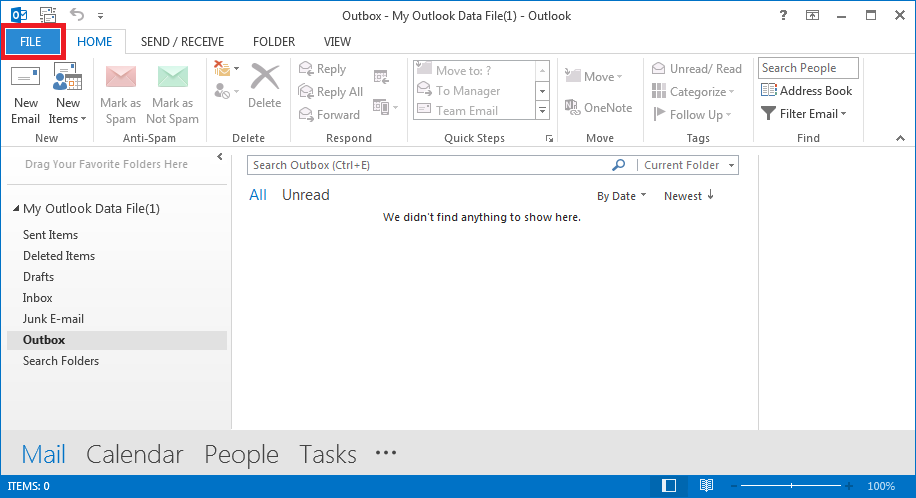 Outbox - My Outlook Data File(1) - Outlook
FILE HOME SEND / RECEIVE FOLDER VIEW
New Email
New Items
New
Mark as Spam
Mark as Not Spam
Anti-Spam
Delete
Delete
Reply
Reply All
Forward
Respond
Move to: ?
To Manager
Team Email
Quick Steps
Move
OneNote
Move
Unread/ Read
Categorize
Follow Up
Tags
Search People
Address Book
Filter Email
Find
Drag Your Favorite Folders Here
My Outlook Data File(1)
Sent Items
Deleted Items
Drafts
Inbox
Junk E-mail
Outbox
Search Folders
Search Outbox (Ctrl+E) Current Folder
All Unread By Date Newest
We didn't find anything to show here.
Mail Calendar People Tasks
ITEMS: 0 100%